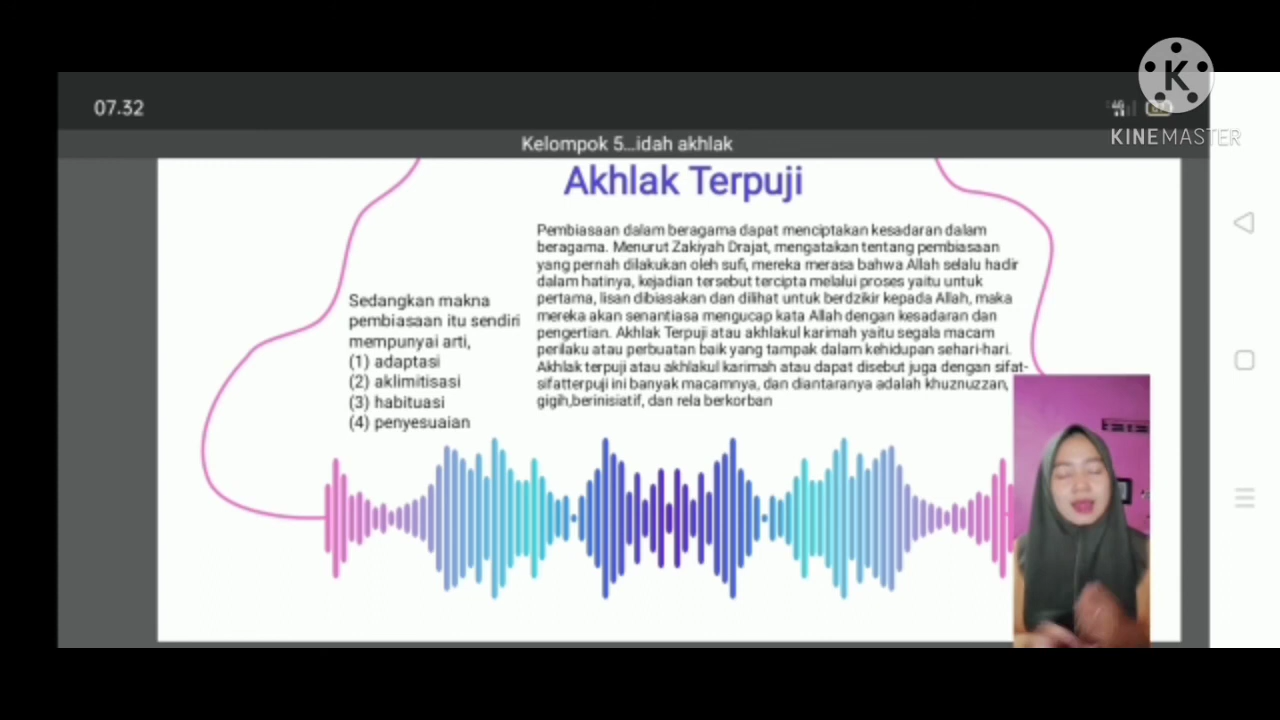 07.32
KINEMASTER
Kelompok 5...idah akhlak
Akhlak Terpuji
Sedangkan makna
pembiasaan itu sendiri
mempunyai arti,
(1) adaptasi
(2) aklimitisasi
(3) habituasi
(4) penyesuaian
Pembiasaan dalam beragama dapat menciptakan kesadaran dalam
beragama. Menurut Zakiyah Drajat, mengatakan tentang pembiasaan
yang pernah dilakukan oleh sufi, mereka merasa bahwa Allah selalu hadir
dalam hatinya, kejadian tersebut tercipta melalui proses yaitu untuk
pertama, lisan dibiasakan dan dilihat untuk berdzikir kepada Allah, maka
mereka akan senantiasa mengucap kata Allah dengan kesadaran dan
pengertian. Akhlak Terpuji atau akhlakul karimah yaitu segala macam
perilaku atau perbuatan baik yang tampak dalam kehidupan sehari-hari.
Akhlak terpuji atau akhlakul karimah atau dapat disebut juga dengan sifat-
sifatterpuji ini banyak macamnya, dan diantaranya adalah khuznuzzan,
gigih,berinisiatif, dan rela berkorban